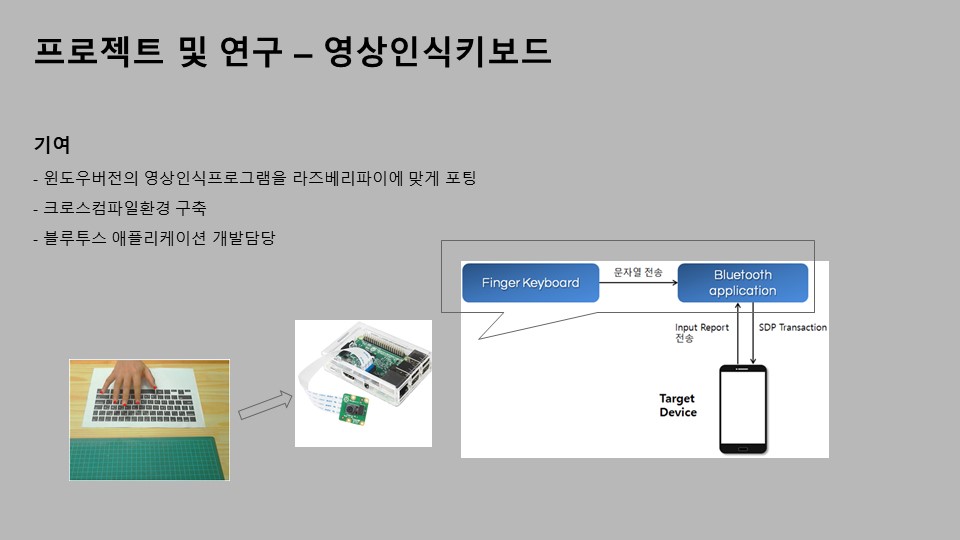 프로젝트 및 연구 – 영상인식키보드
기여
- 윈도우버전의 영상인식프로그램을 라즈베리파이에 맞게 포팅
- 크로스컴파일환경 구축
- 블루투스 애플리케이션 개발담당
Finger Keyboard
문자열 전송
Bluetooth
application
Input Report
전송
SDP Transaction
Target
Device